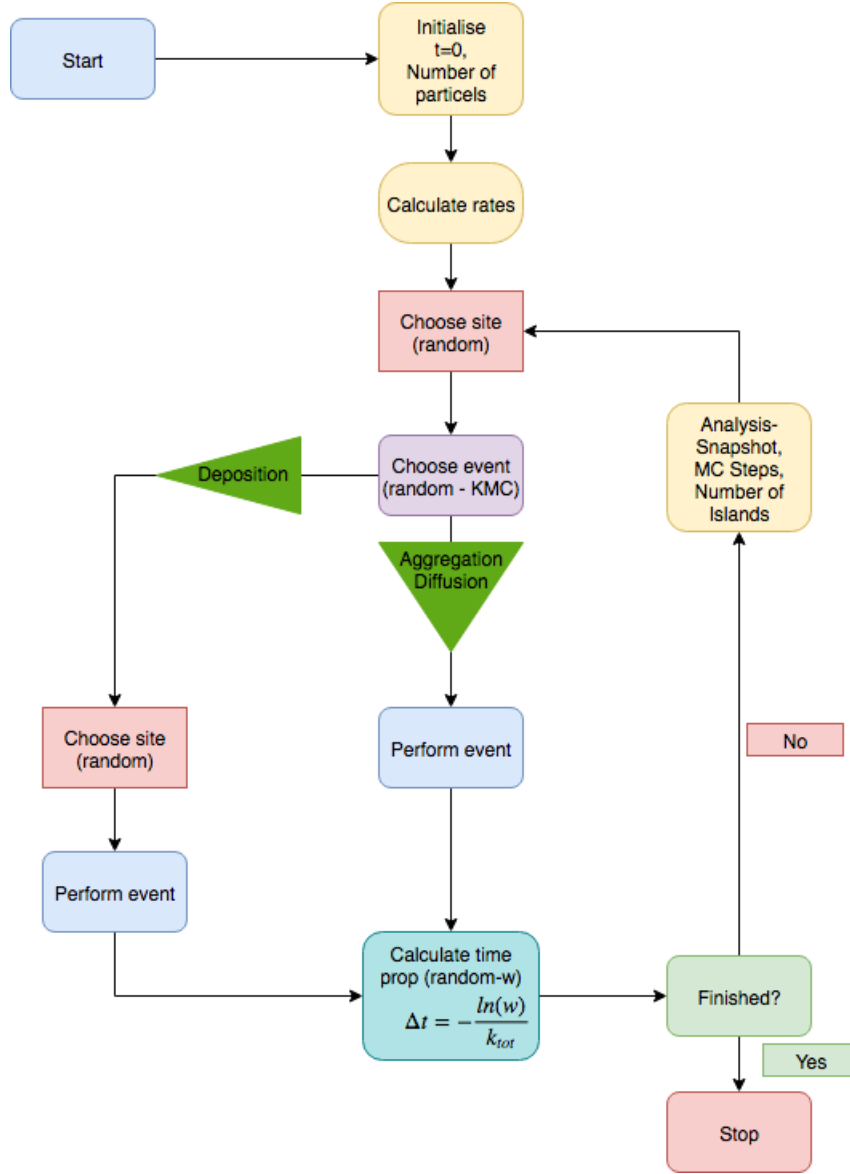 Start
Initialise
t=0,
Number of
particels
Calculate rates
Choose site
(random)
Choose event
(random - KMC)
Deposition
Aggregation
Diffusion
Analysis-
Snapshot,
MC Steps,
Number of
Islands
Choose site
(random)
Perform event
Perform event
No
Calculate time
prop (random-w)
Δt = − ln(w) / k_tot
Finished?
Yes
Stop